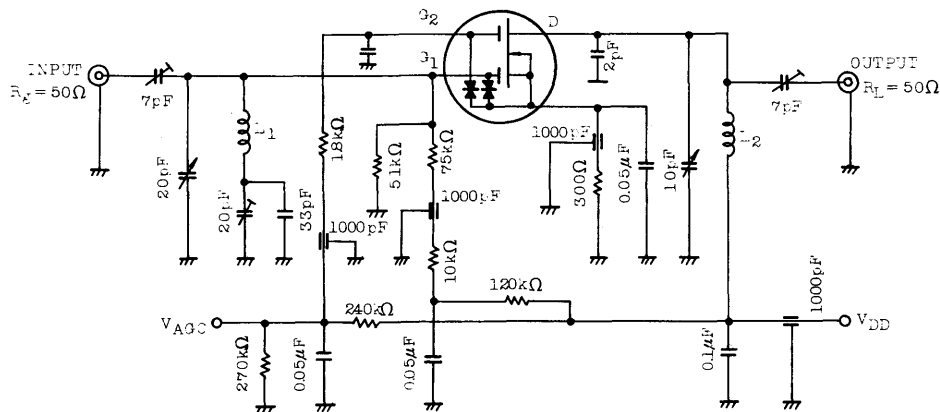 G2
D
G1
INPUT
Rg=50Ω
7pF
2pF
OUTPUT
RL=50Ω
7pF
L1
L2
18kΩ
51kΩ
75kΩ
1000pF
300Ω
0.05μF
10pF
20pF
20pF
33pF
1000pF
1000pF
10kΩ
120kΩ
240kΩ
1000pF
VAGC
VDD
270kΩ
0.05μF
0.05μF
0.1μF